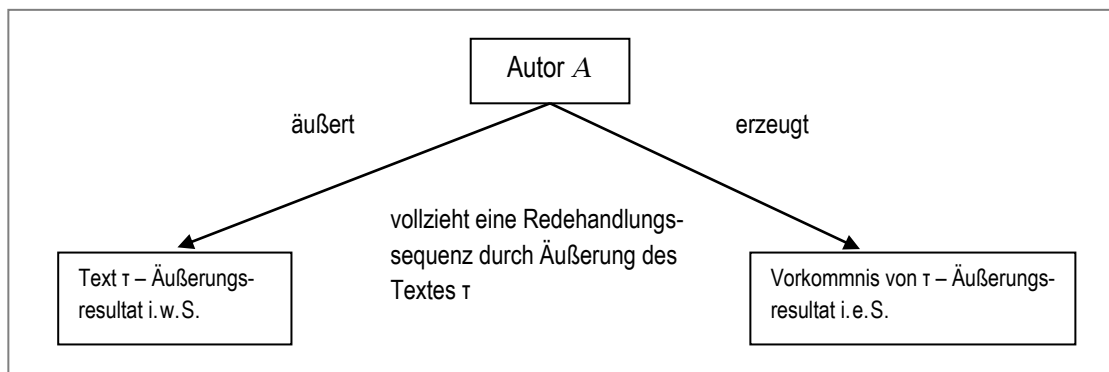 Autor A
äußert
erzeugt
vollzieht eine Redehandlungs-
sequenz durch Äußerung des
Textes τ
Text τ – Äußerungs-
resultat i.w.S.
Vorkommnis von τ – Äußerungs-
resultat i.e.S.